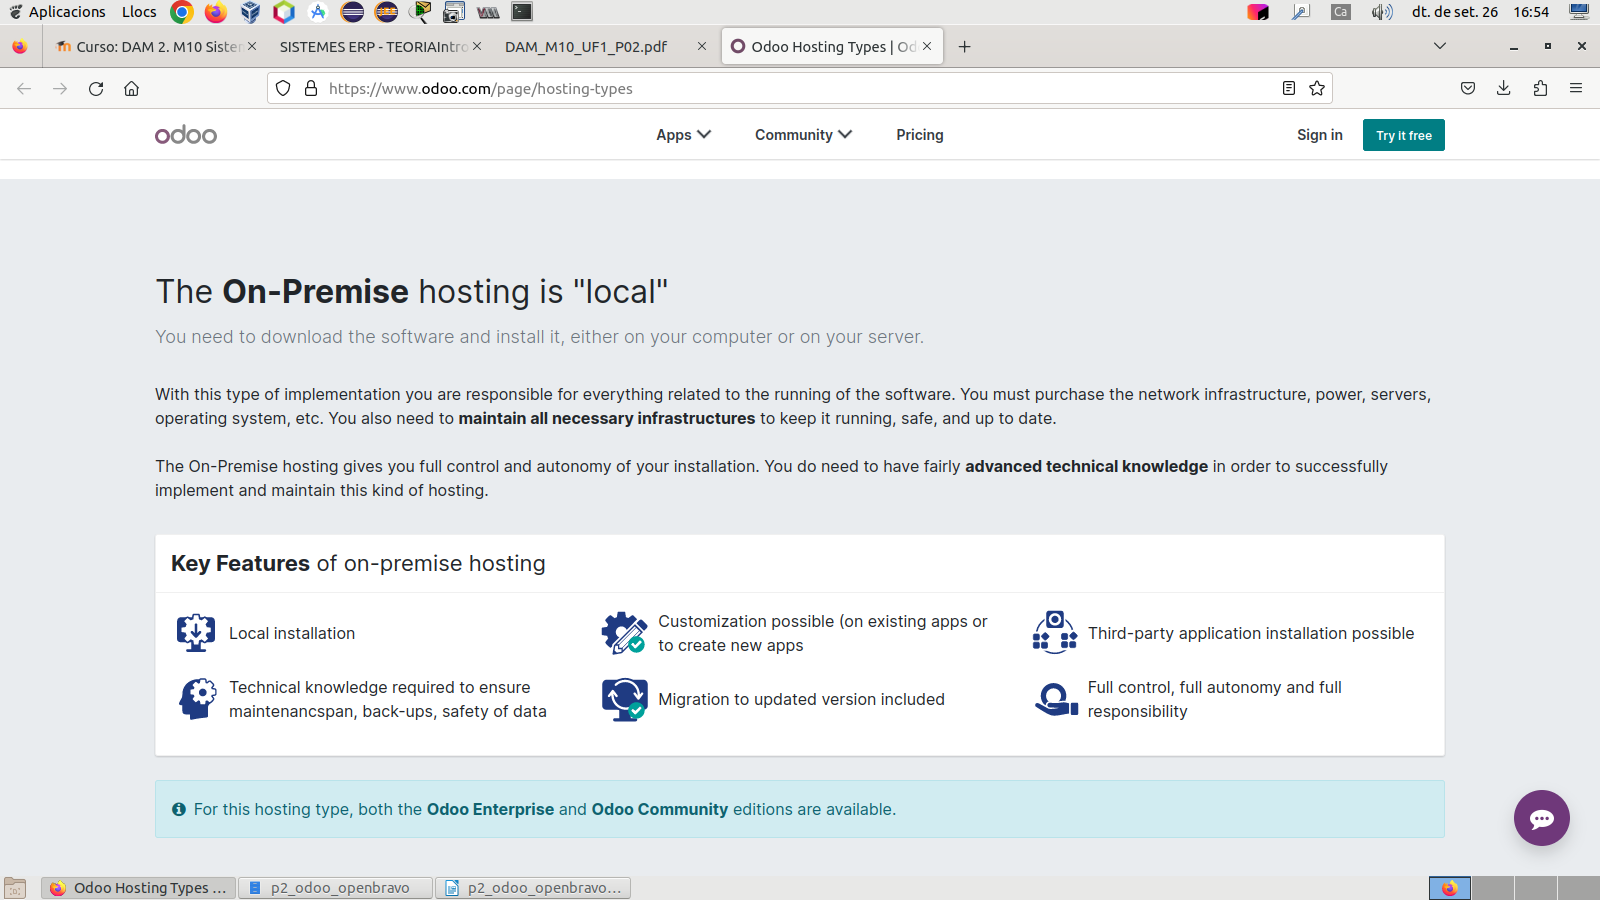 Aplicacions Llocs Ca dt. de set. 26 16:54
Curso: DAM 2. M10 Sister SISTEMES ERP - TEORIAIntro DAM_M10_UF1_P02.pdf Odoo Hosting Types | Od
https://www.odoo.com/page/hosting-types
odoo Apps Community Pricing Sign in Try it free
The On-Premise hosting is "local"
You need to download the software and install it, either on your computer or on your server.
With this type of implementation you are responsible for everything related to the running of the software. You must purchase the network infrastructure, power, servers,
operating system, etc. You also need to maintain all necessary infrastructures to keep it running, safe, and up to date.
The On-Premise hosting gives you full control and autonomy of your installation. You do need to have fairly advanced technical knowledge in order to successfully
implement and maintain this kind of hosting.
Key Features of on-premise hosting
Local installation
Customization possible (on existing apps or
to create new apps
Third-party application installation possible
Technical knowledge required to ensure
maintenancspan, back-ups, safety of data
Migration to updated version included
Full control, full autonomy and full
responsibility
For this hosting type, both the Odoo Enterprise and Odoo Community editions are available.
Odoo Hosting Types ... p2_odoo_openbravo p2_odoo_openbravo...